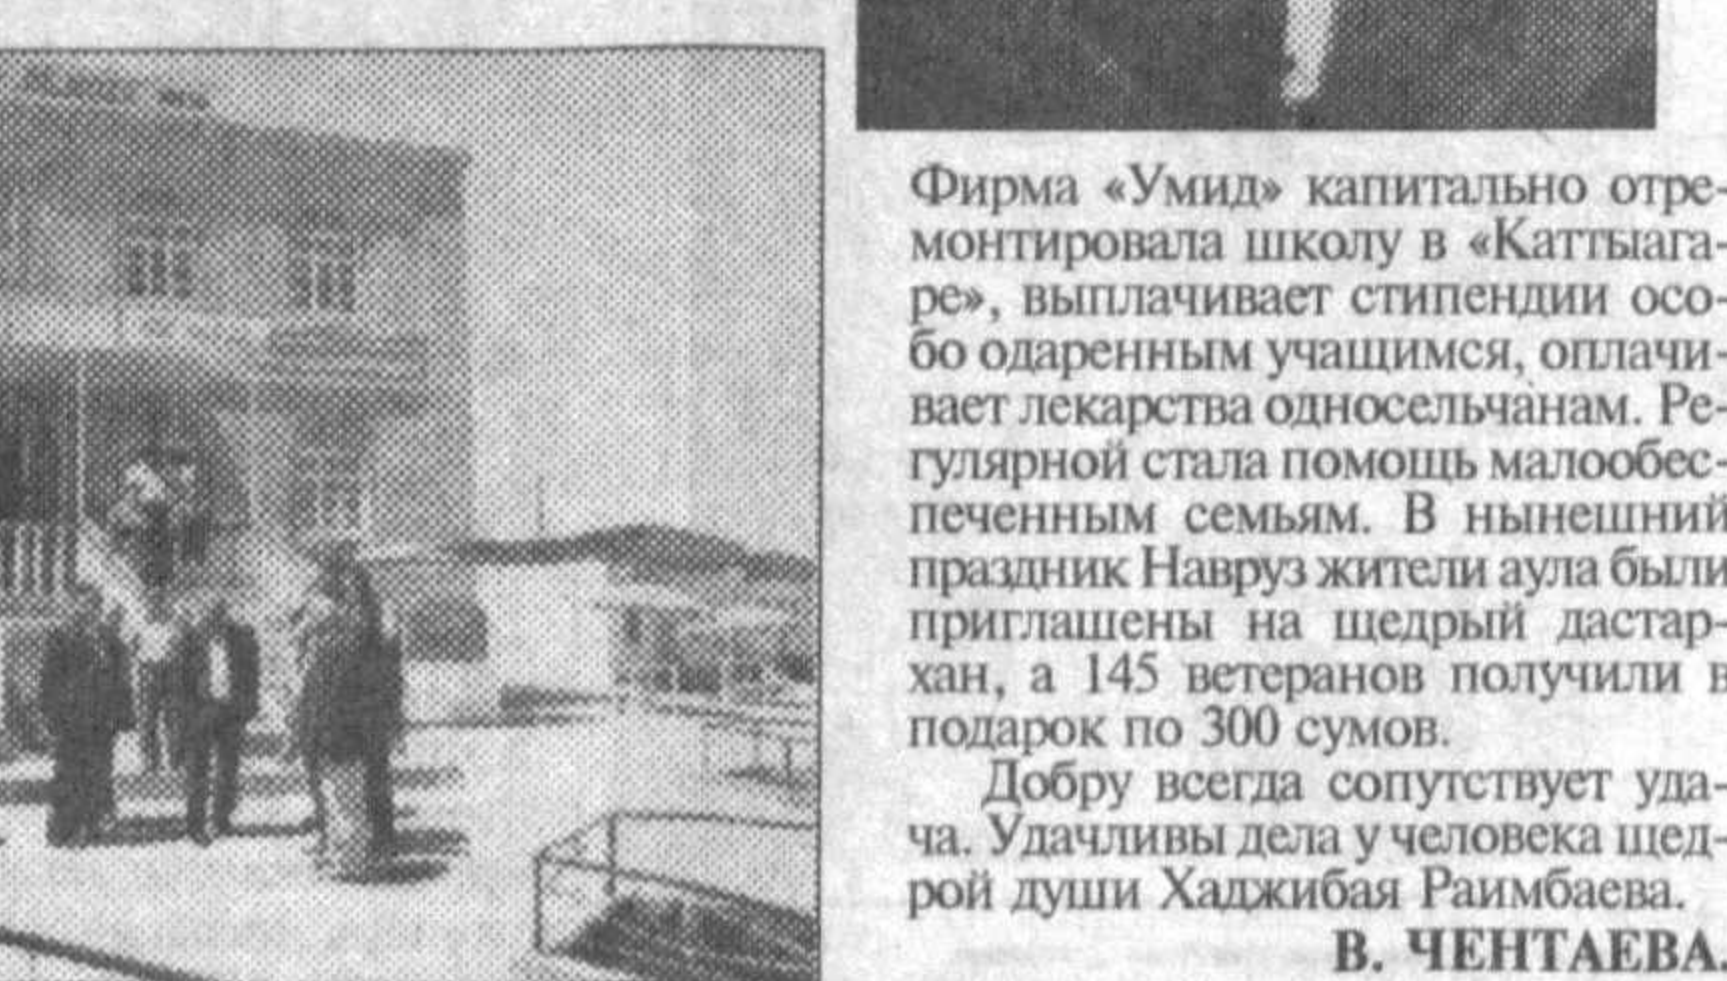 Фирма «Умид» капитально отре-
монтировала школу в «Каттыага-
ре», выплачивает стипендии осо-
бо одаренным учащимся, оплачи-
вает лекарства односельчанам. Ре-
гулярной стала помощь малообес-
печенным семьям. В нынешний
праздник Навруз жители аула были
приглашены на щедрый дастар-
хан, а 145 ветеранов получили в
подарок по 300 сумов.
Добру всегда сопутствует уда-
ча. Удачливы дела у человека щед-
рой души Хаджибая Раимбаева.
В. ЧЕНТАЕВА.